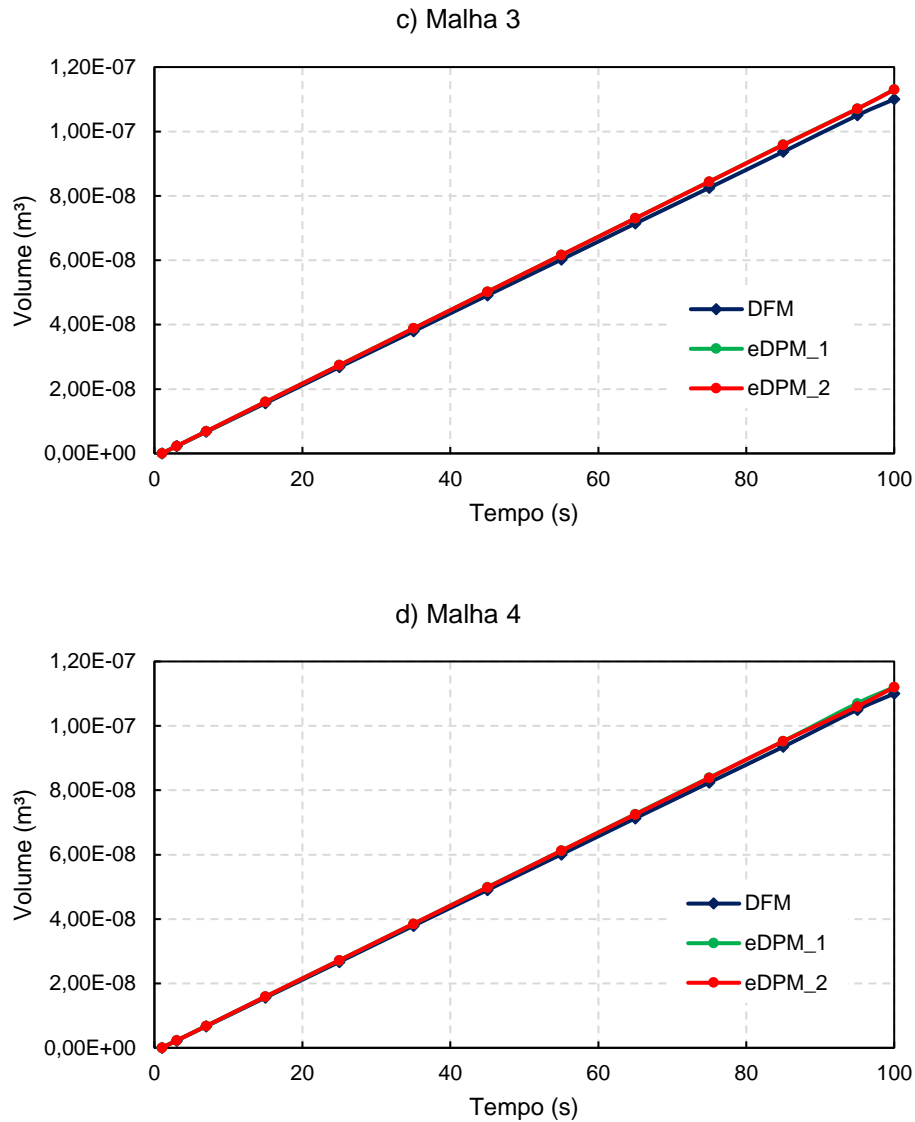 c) Malha 3
1,20E-07
1,00E-07
8,00E-08
6,00E-08
4,00E-08
2,00E-08
0,00E+00
Volume (m³)
DFM
eDPM_1
eDPM_2
0 20 40 60 80 100
Tempo (s)
d) Malha 4
1,20E-07
1,00E-07
8,00E-08
6,00E-08
4,00E-08
2,00E-08
0,00E+00
Volume (m³)
DFM
eDPM_1
eDPM_2
0 20 40 60 80 100
Tempo (s)